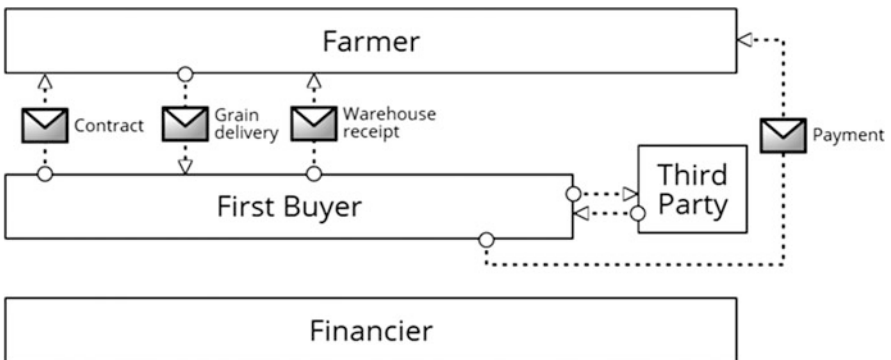 Farmer
Contract
Grain
delivery
Warehouse
receipt
Payment
First Buyer
Third
Party
Financier